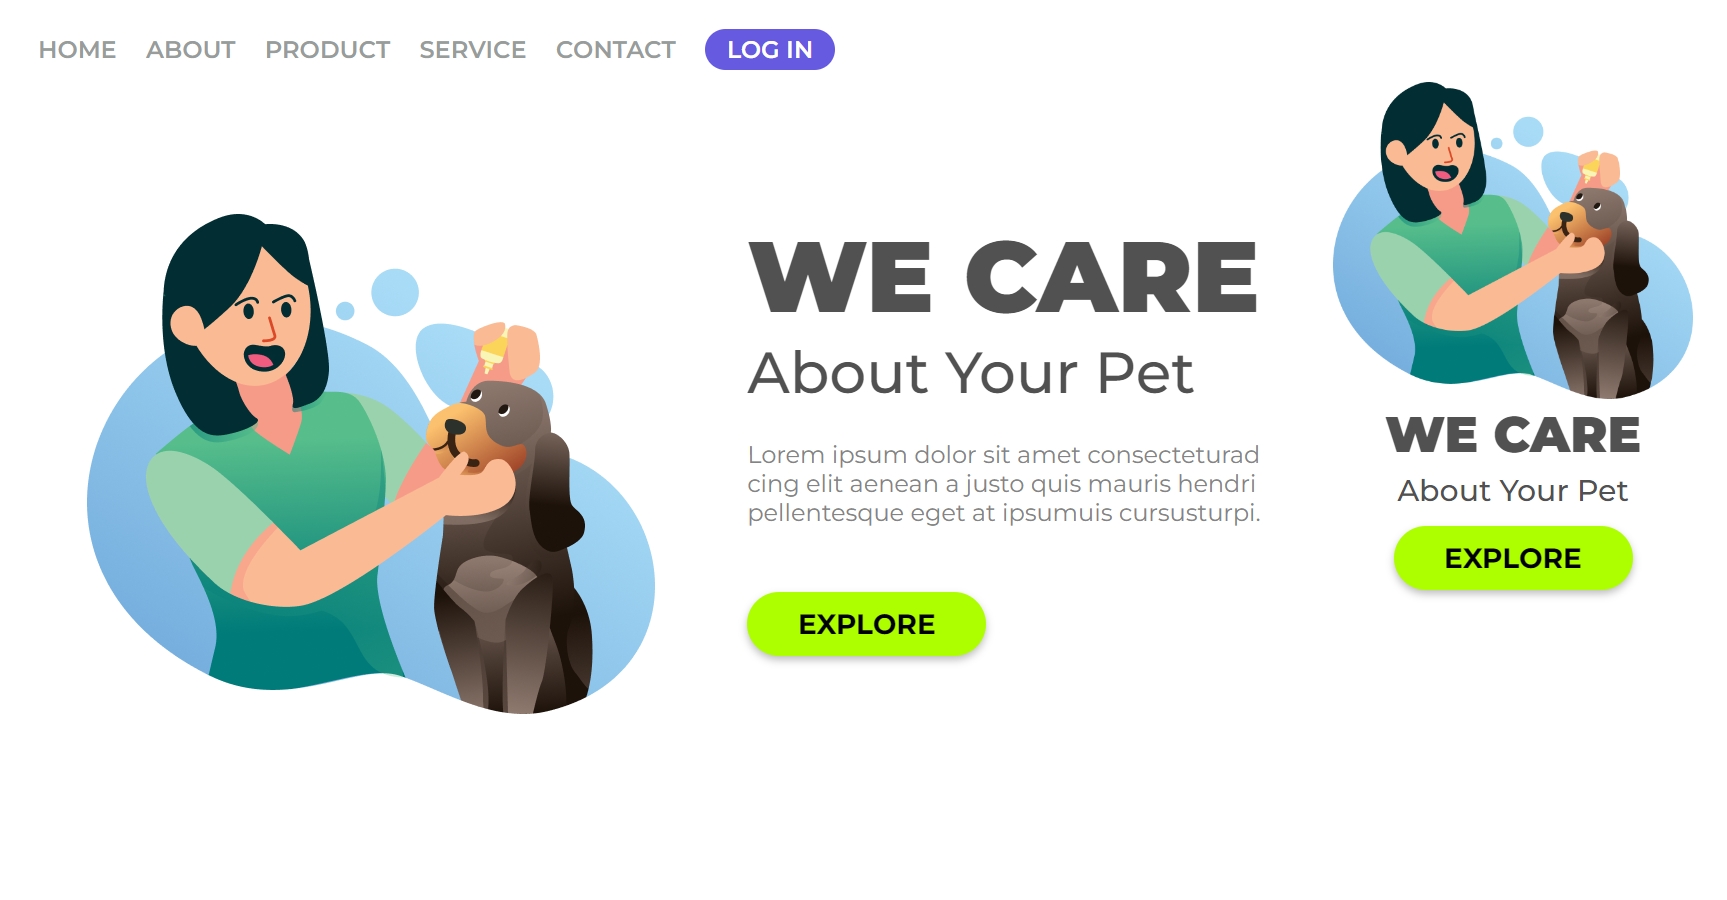 HOME ABOUT PRODUCT SERVICE CONTACT LOG IN
WE CARE
About Your Pet
Lorem ipsum dolor sit amet consecteturad
cing elit aenean a justo quis mauris hendri
pellentesque eget at ipsumuis cursusturpi.
EXPLORE
WE CARE
About Your Pet
EXPLORE